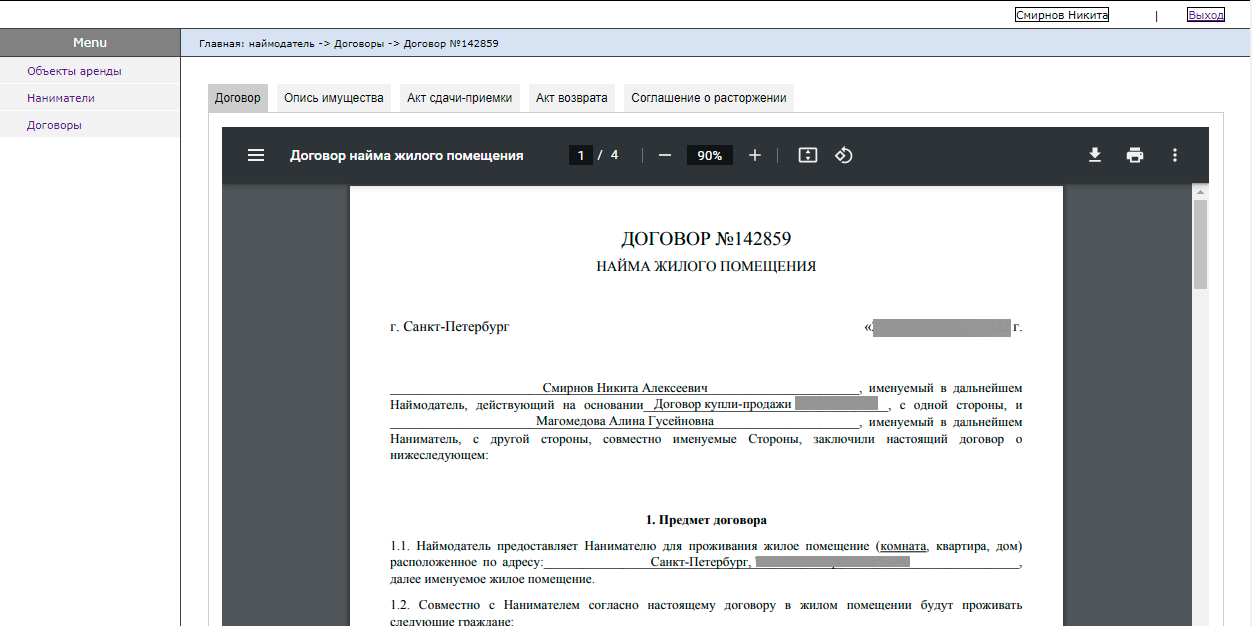 Смирнов Никита | Выход
Menu
Главная: наймодатель -> Договоры -> Договор №142859
Объекты аренды
Наниматели
Договоры
Договор Опись имущества Акт сдачи-приемки Акт возврата Соглашение о расторжении
Договор найма жилого помещения 1 / 4 90%
ДОГОВОР №142859
НАЙМА ЖИЛОГО ПОМЕЩЕНИЯ
г. Санкт-Петербург « г.
Смирнов Никита Алексеевич, именуемый в дальнейшем
Наймодатель, действующий на основании Договор купли-продажи , с одной стороны, и
Магомедова Алина Гусейновна, именуемый в дальнейшем
Наниматель, с другой стороны, совместно именуемые Стороны, заключили настоящий договор о
нижеследующем:
1. Предмет договора
1.1. Наймодатель предоставляет Нанимателю для проживания жилое помещение (комната, квартира, дом)
расположенное по адресу: Санкт-Петербург, ,
далее именуемое жилое помещение.
1.2. Совместно с Нанимателем согласно настоящему договору в жилом помещении будут проживать
следующие граждане: